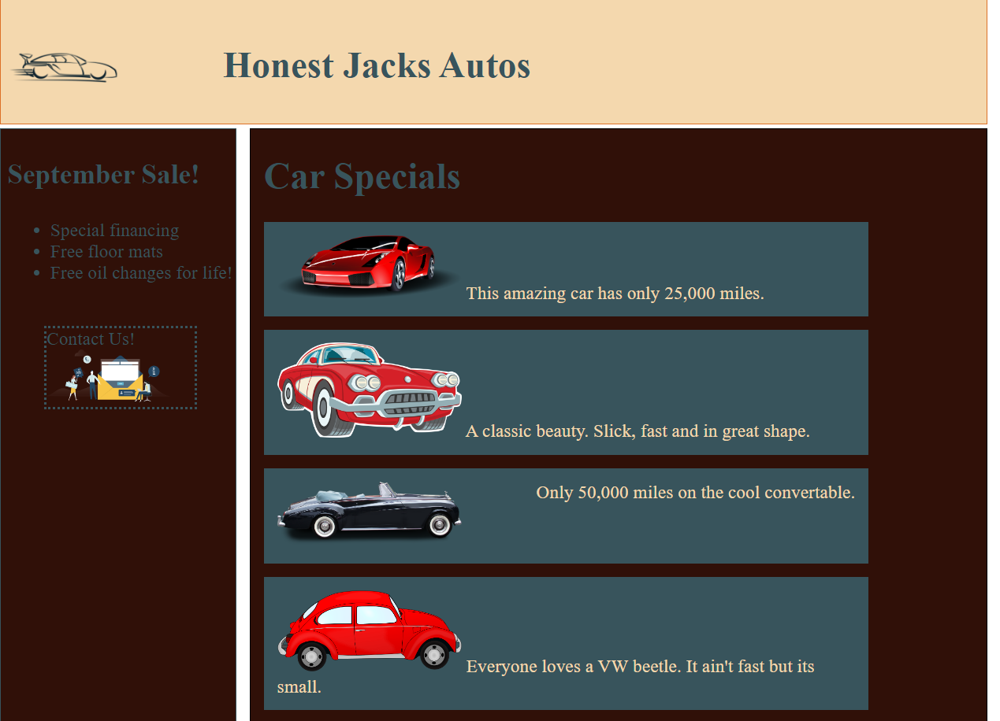 Honest Jacks Autos
September Sale!
Special financing
Free floor mats
Free oil changes for life!
Contact Us!
Car Specials
This amazing car has only 25,000 miles.
A classic beauty. Slick, fast and in great shape.
Only 50,000 miles on the cool convertable.
Everyone loves a VW beetle. It ain't fast but its
small.